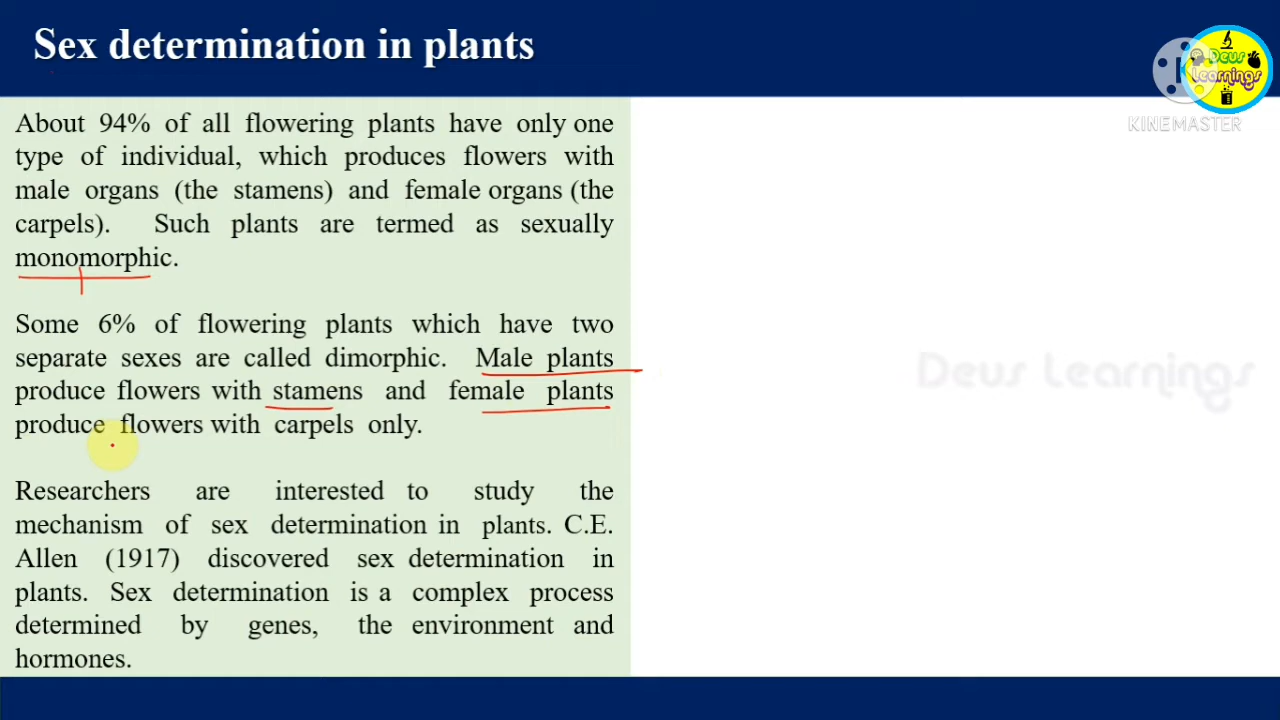 Sex determination in plants
Deus
Learnings
KINEMASTER
About 94% of all flowering plants have only one
type of individual, which produces flowers with
male organs (the stamens) and female organs (the
carpels). Such plants are termed as sexually
monomorphic.
Some 6% of flowering plants which have two
separate sexes are called dimorphic. Male plants
produce flowers with stamens and female plants
produce flowers with carpels only.
Deus Learnings
Researchers are interested to study the
mechanism of sex determination in plants. C.E.
Allen (1917) discovered sex determination in
plants. Sex determination is a complex process
determined by genes, the environment and
hormones.